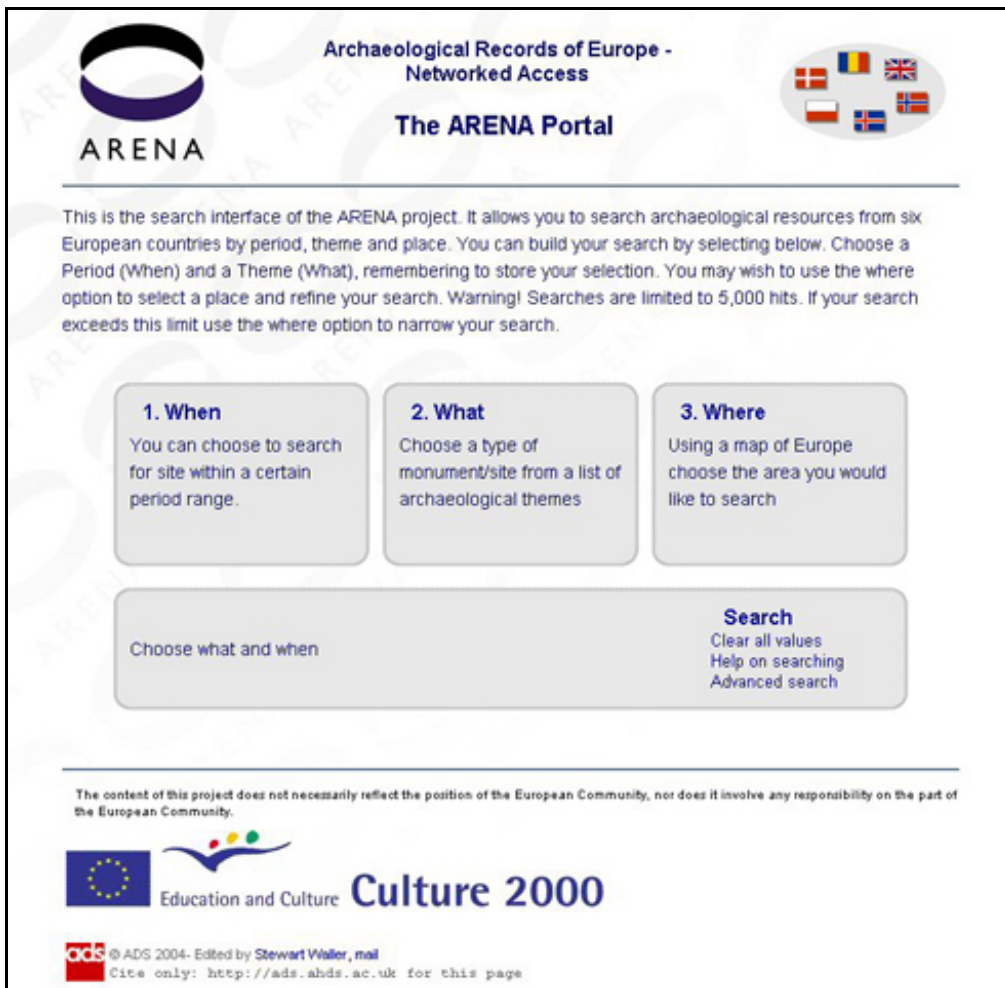 Archaeological Records of Europe -
Networked Access
The ARENA Portal
ARENA
This is the search interface of the ARENA project. It allows you to search archaeological resources from six
European countries by period, theme and place. You can build your search by selecting below. Choose a
Period (When) and a Theme (What), remembering to store your selection. You may wish to use the where
option to select a place and refine your search. Warning! Searches are limited to 5,000 hits. If your search
exceeds this limit use the where option to narrow your search.
1. When
You can choose to search
for site within a certain
period range.
2. What
Choose a type of
monument/site from a list of
archaeological themes
3. Where
Using a map of Europe
choose the area you would
like to search
Choose what and when
Search
Clear all values
Help on searching
Advanced search
The content of this project does not necessarily reflect the position of the European Community, nor does it involve any responsibility on the part of
the European Community.
Education and Culture Culture 2000
ads © ADS 2004- Edited by Stewart Waller, mail
Cite only: http://ads.ahds.ac.uk for this page